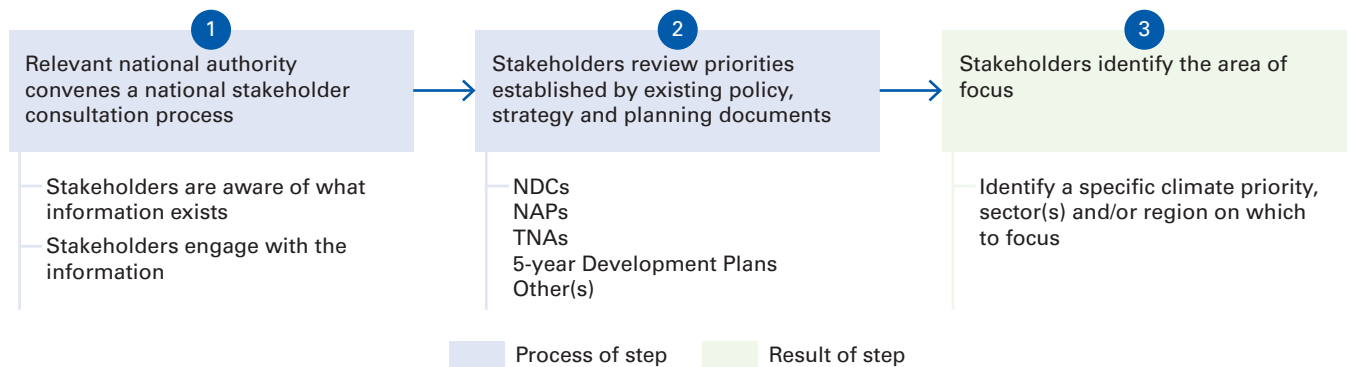 1
Relevant national authority
convenes a national stakeholder
consultation process
Stakeholders are aware of what
information exists
Stakeholders engage with the
information
2
Stakeholders review priorities
established by existing policy,
strategy and planning documents
NDCs
NAPs
TNAs
5-year Development Plans
Other(s)
3
Stakeholders identify the area of
focus
Identify a specific climate priority,
sector(s) and/or region on which
to focus
Process of step
Result of step